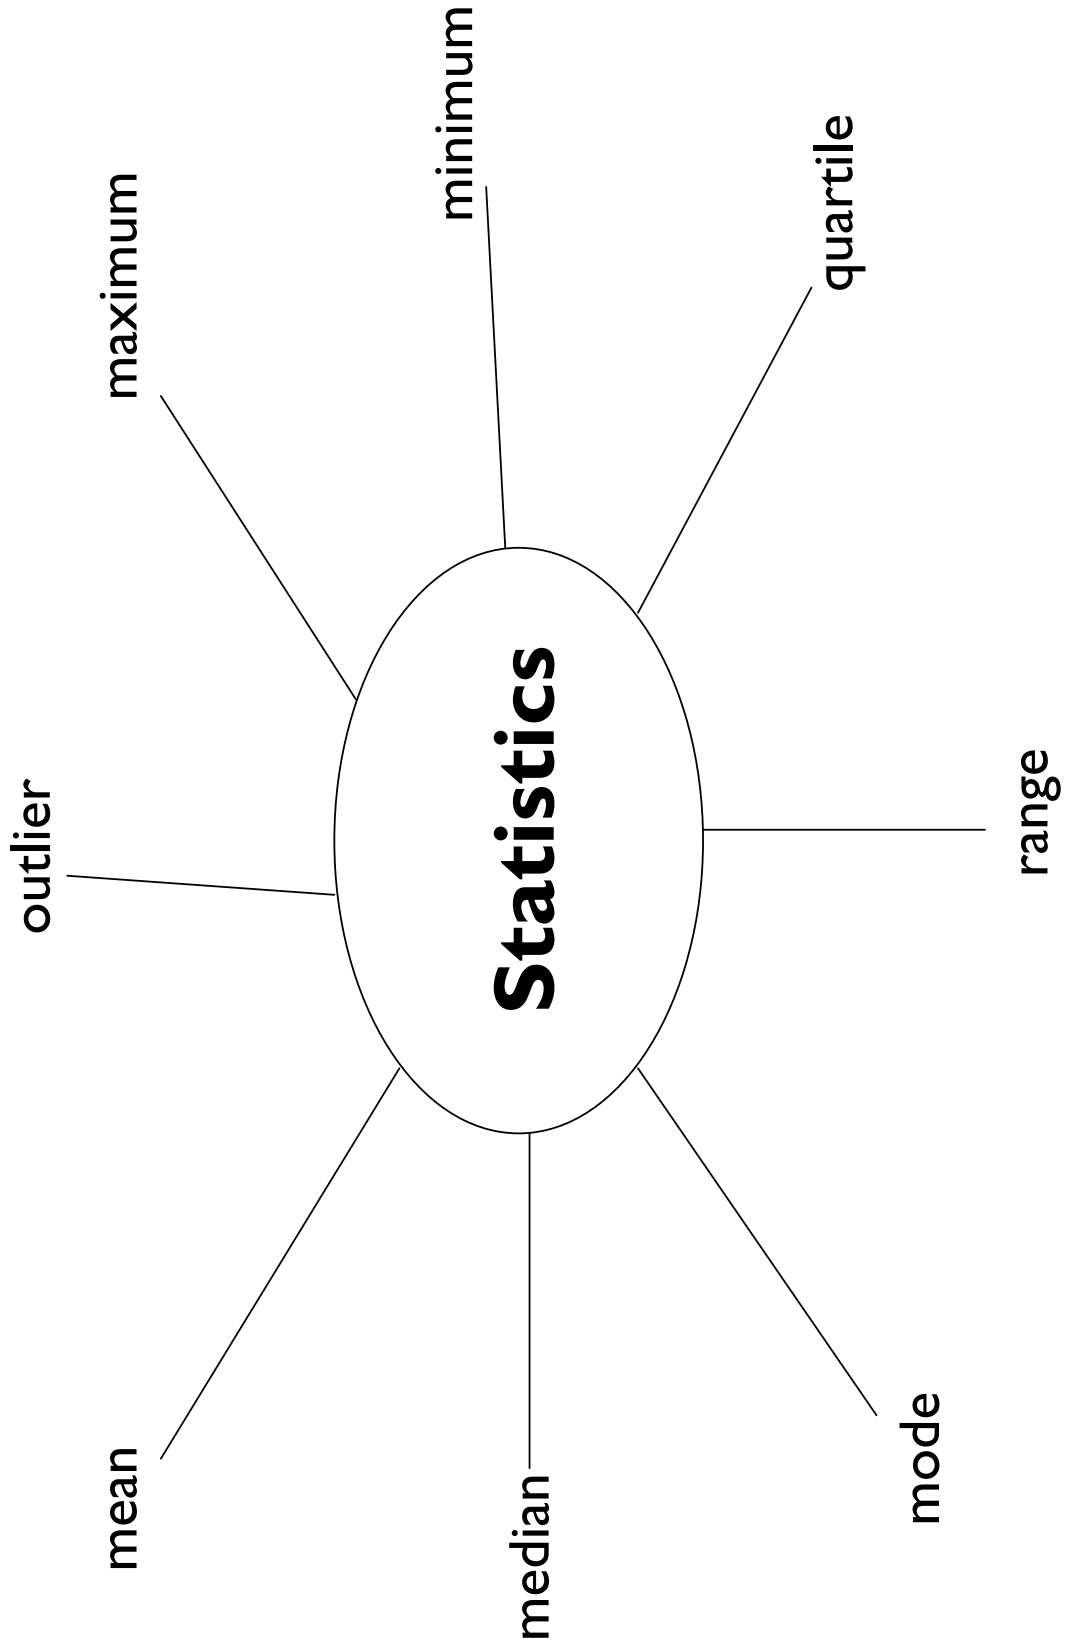 outlier
mean
maximum
median
Statistics
minimum
mode
quartile
range